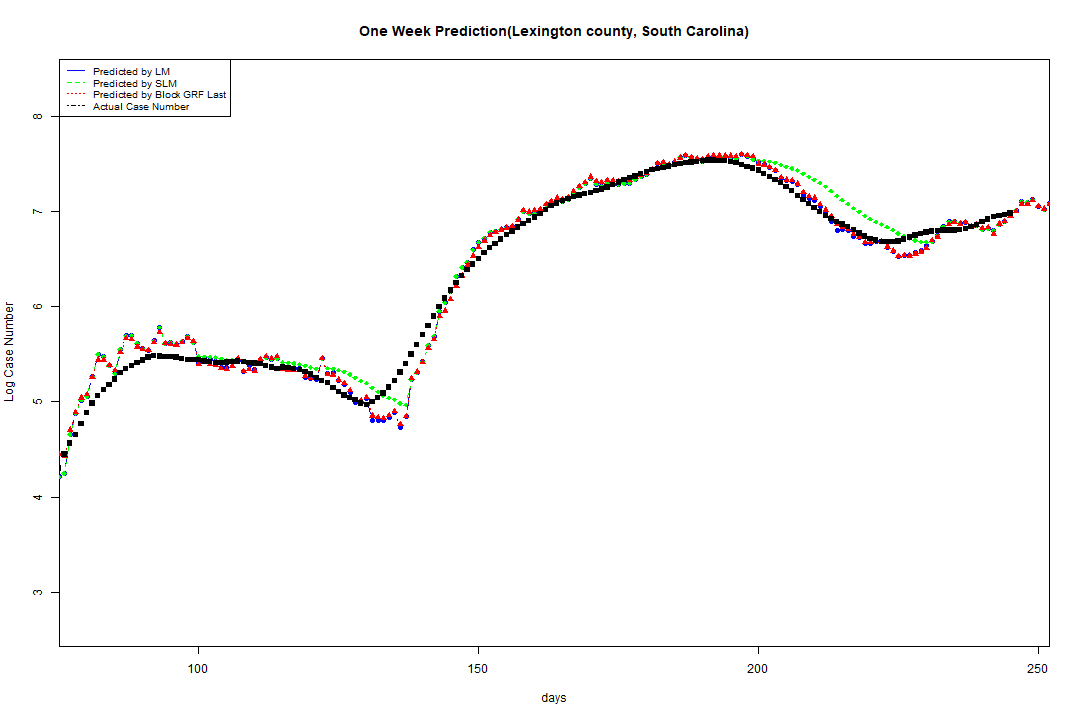 One Week Prediction(Lexington county, South Carolina)
Predicted by LM
Predicted by SLM
Predicted by Block GRF Last
Actual Case Number
8
7
6
5
4
3
Log Case Number
100 150 200 250
days